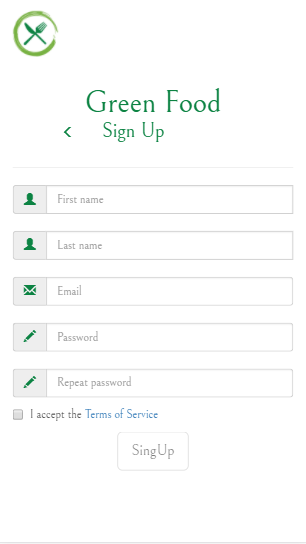 Green Food
Sign Up
First name
Last name
Email
Password
Repeat password
I accept the Terms of Service
SingUp